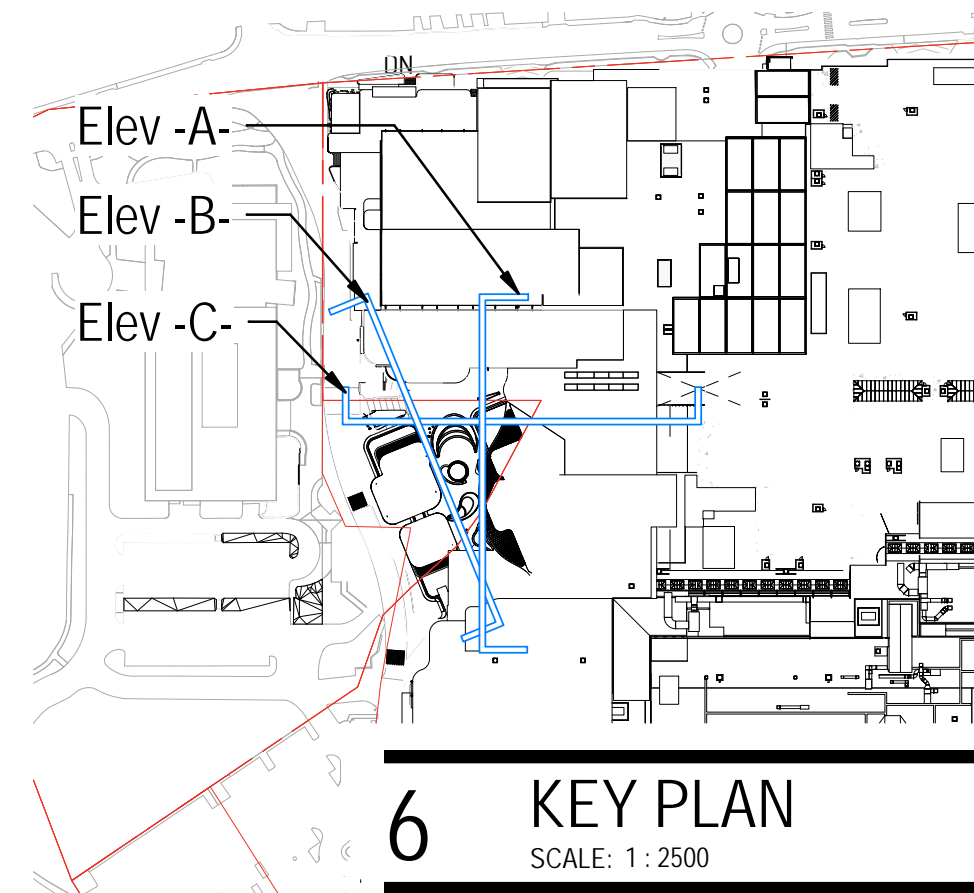 DN
Elev -A-
Elev -B-
Elev -C-
6 KEY PLAN
SCALE: 1 : 2500